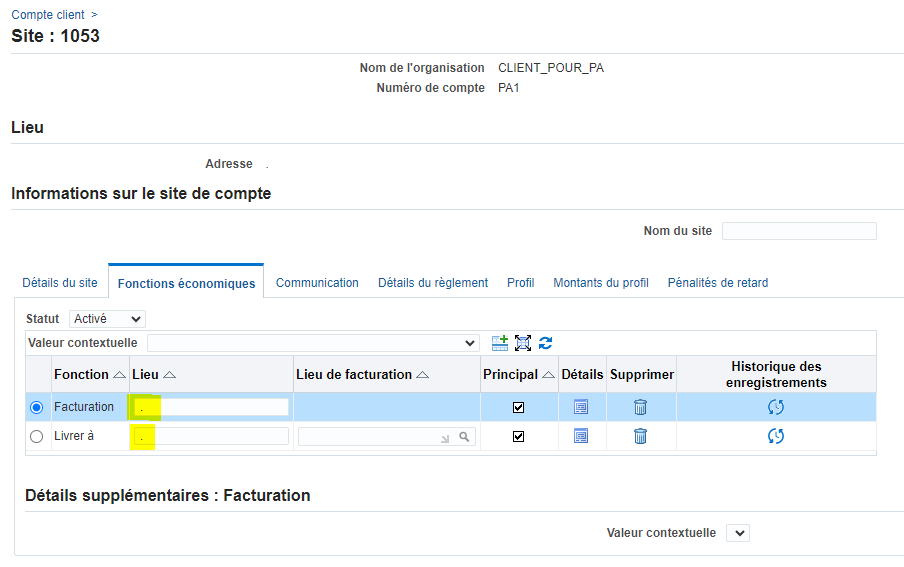 Compte client >
Site : 1053
Nom de l'organisation CLIENT_POUR_PA
Numéro de compte PA1
Lieu
Adresse .
Informations sur le site de compte
Nom du site
Détails du site Fonctions économiques Communication Détails du règlement Profil Montants du profil Pénalités de retard
Statut Activé
Valeur contextuelle
Fonction Lieu Lieu de facturation Principal Détails Supprimer Historique des enregistrements
Facturation .
Livrer à .
Détails supplémentaires : Facturation
Valeur contextuelle